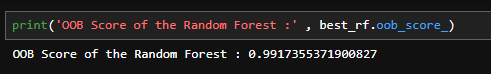 print('OOB Score of the Random Forest :' , best_rf.oob_score_)
OOB Score of the Random Forest : 0.9917355371900827